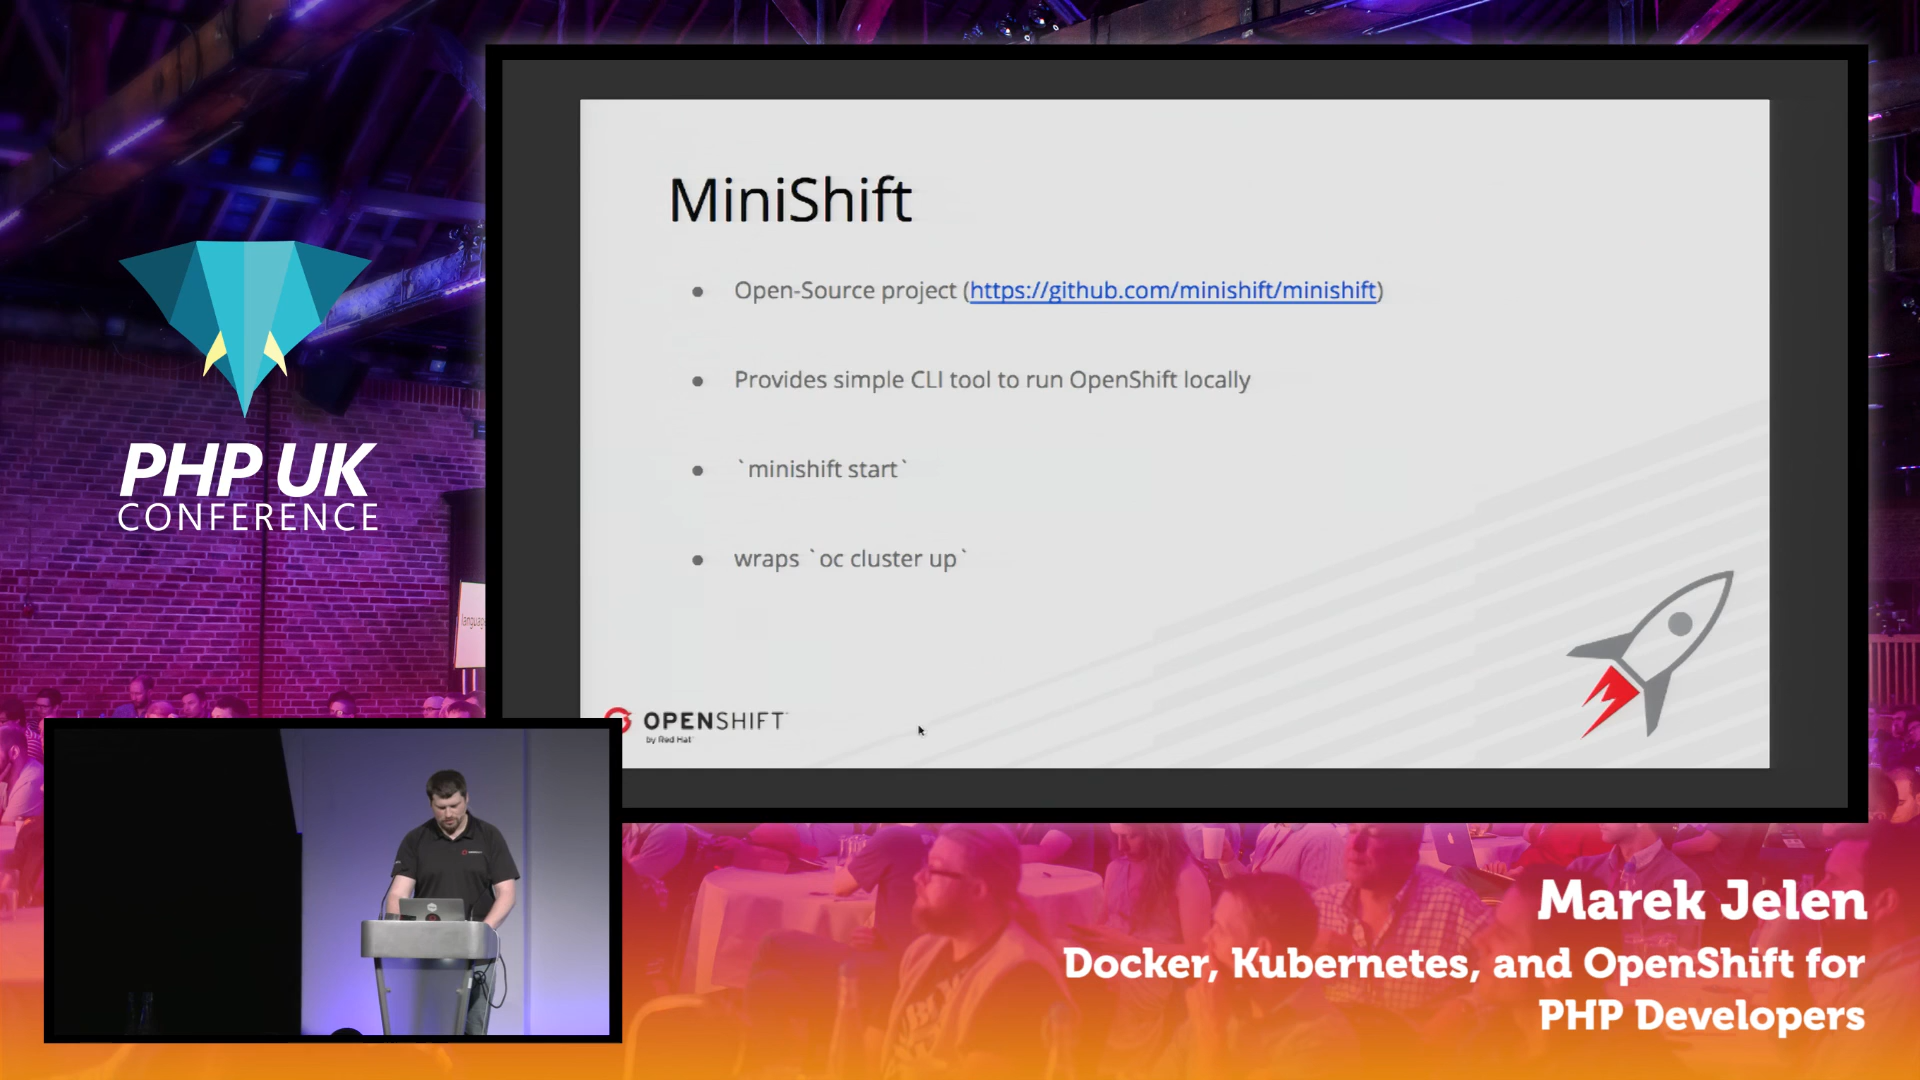 MiniShift
Open-Source project (https://github.com/minishift/minishift)
Provides simple CLI tool to run OpenShift locally
`minishift start`
wraps `oc cluster up`
OPENSHIFT
by Red Hat
PHP UK
CONFERENCE
language
Marek Jelen
Docker, Kubernetes, and OpenShift for
PHP Developers